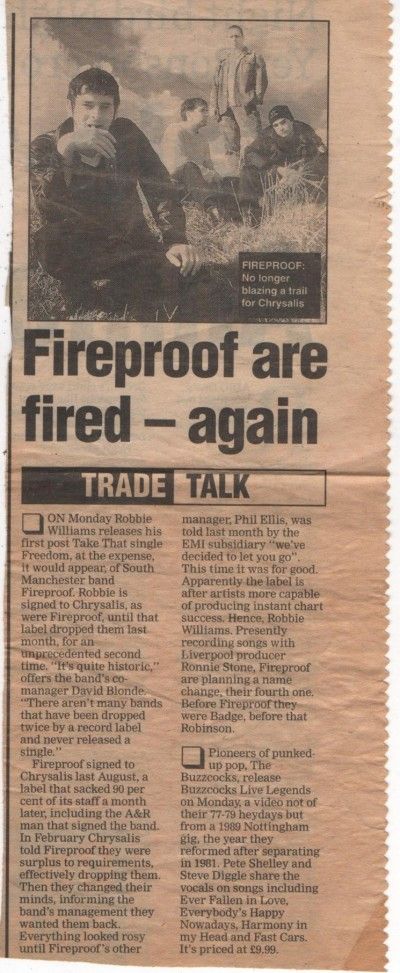 FIREPROOF:
No longer
blazing a trail
for Chrysalis
Fireproof are
fired – again
TRADE TALK
ON Monday Robbie
Williams releases his
first post Take That single
Freedom, at the expense,
it would appear, of South
Manchester band
Fireproof. Robbie is
signed to Chrysalis, as
were Fireproof, until that
label dropped them last
month, for an
unprecedented second
time. "It's quite historic,"
offers the band's co-
manager David Blonde.
"There aren't many bands
that have been dropped
twice by a record label
and never released a
single."
Fireproof signed to
Chrysalis last August, a
label that sacked 90 per
cent of its staff a month
later, including the A&R
man that signed the band.
In February Chrysalis
told Fireproof they were
surplus to requirements,
effectively dropping them.
Then they changed their
minds, informing the
band's management they
wanted them back.
Everything looked rosy
until Fireproof's other
manager, Phil Ellis, was
told last month by the
EMI subsidiary "we've
decided to let you go".
This time it was for good.
Apparently the label is
after artists more capable
of producing instant chart
success. Hence, Robbie
Williams. Presently
recording songs with
Liverpool producer
Ronnie Stone, Fireproof
are planning a name
change, their fourth one.
Before Fireproof they
were Badge, before that
Robinson.
Pioneers of punked-
up pop, The
Buzzcocks, release
Buzzcocks Live Legends
on Monday, a video not of
their 77-79 heydays but
from a 1989 Nottingham
gig, the year they
reformed after separating
in 1981. Pete Shelley and
Steve Diggle share the
vocals on songs including
Ever Fallen in Love,
Everybody's Happy
Nowadays, Harmony in
my Head and Fast Cars.
It's priced at £9.99.